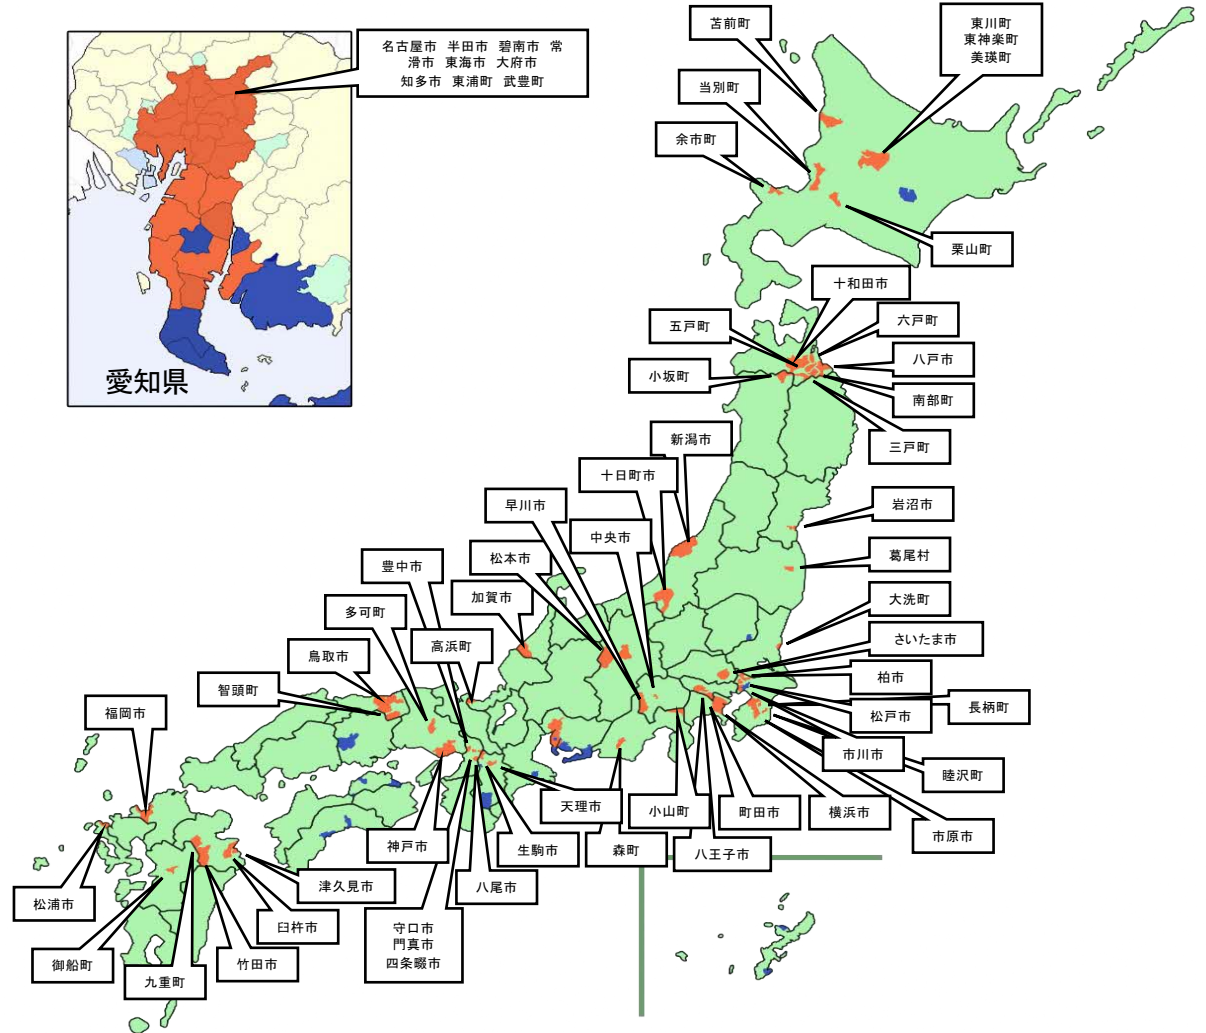 名古屋市 半田市 碧南市 常
滑市 東海市 大府市
知多市 東浦町 武豊町
愛知県
苫前町
東川町
東神楽町
美瑛町
当別町
余市町
栗山町
十和田市
五戸町
六戸町
八戸市
小坂町
南部町
三戸町
新潟市
十日町市
早川市
岩沼市
中央市
松本市
豊中市
葛尾村
加賀市
大洗町
多可町
高浜町
さいたま市
鳥取市
柏市
智頭町
長柄町
松戸市
福岡市
市川市
睦沢町
天理市
小山町
町田市
横浜市
市原市
神戸市
生駒市
森町
八王子市
津久見市
八尾市
松浦市
臼杵市
守口市
門真市
四条畷市
御船町
竹田市
九重町